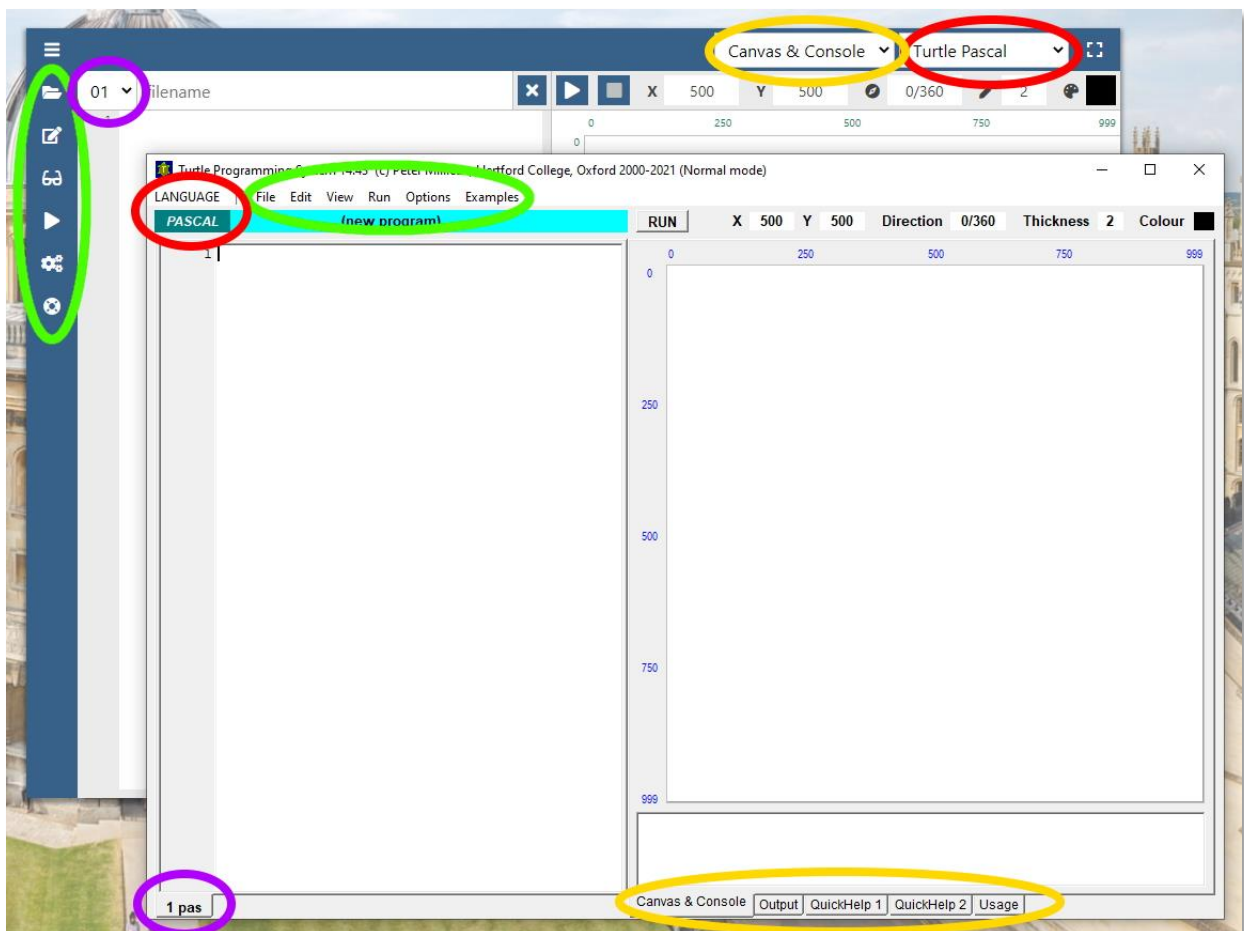 Canvas & Console Turtle Pascal
01 filename X 500 Y 500 0/360 2
0 250 500 750 999
0
Turtle Programming System (c) Peter Hertford College, Oxford 2000-2021 (Normal mode)
LANGUAGE | File Edit View Run Options Examples
PASCAL (new program) RUN X 500 Y 500 Direction 0/360 Thickness 2 Colour
1
0 250 500 750 999
0
250
500
750
999
1 pas
Canvas & Console Output QuickHelp 1 QuickHelp 2 Usage